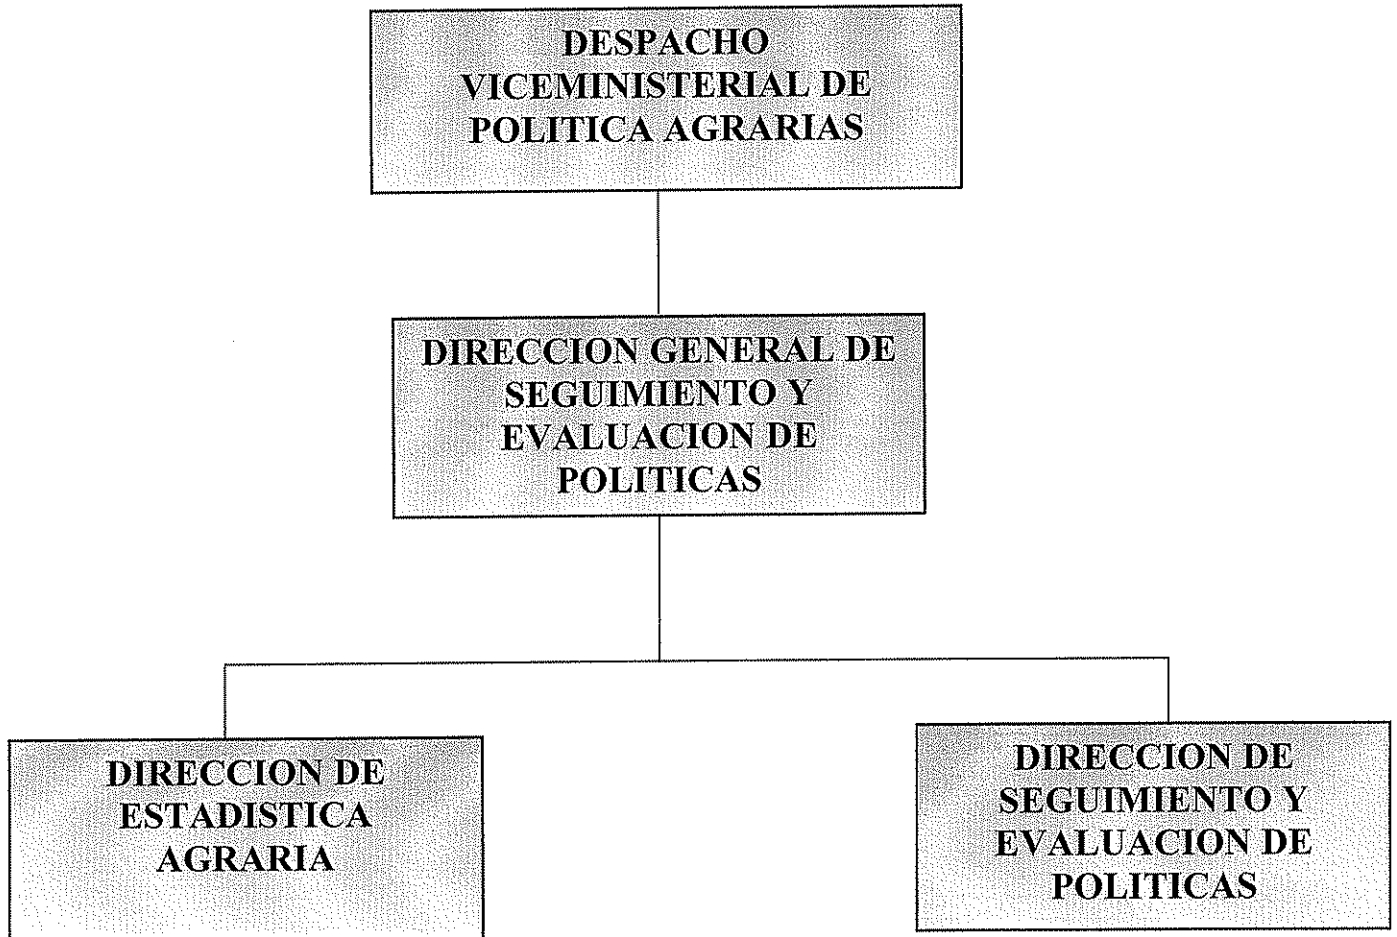 DESPACHO
VICEMINISTERIAL DE
POLITICA AGRARIAS
DIRECCION GENERAL DE
SEGUIMIENTO Y
EVALUACION DE
POLITICAS
DIRECCION DE
ESTADISTICA
AGRARIA
DIRECCION DE
SEGUIMIENTO Y
EVALUACION DE
POLITICAS